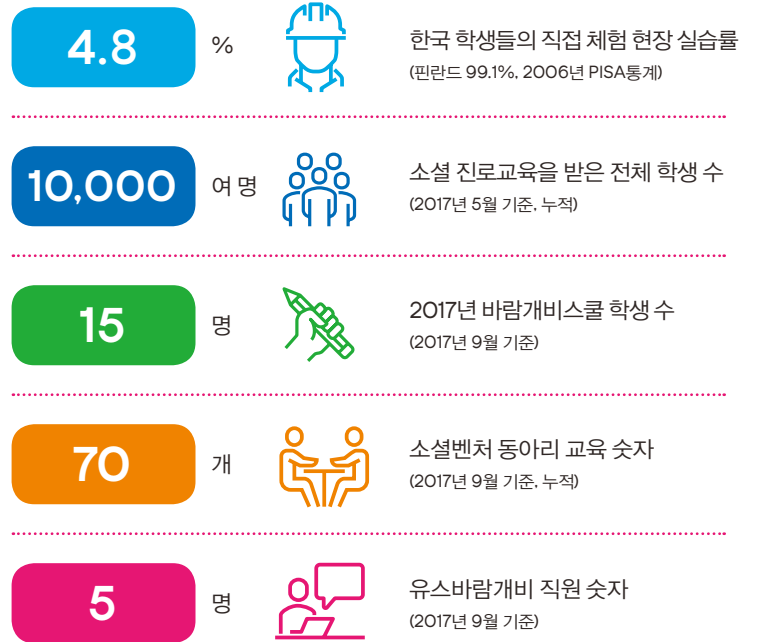 4.8 %
한국 학생들의 직접 체험 현장 실습률
(핀란드 99.1%, 2006년 PISA통계)
10,000 여 명
소셜 진로교육을 받은 전체 학생 수
(2017년 5월 기준, 누적)
15 명
2017년 바람개비스쿨 학생 수
(2017년 9월 기준)
70 개
소셜벤처 동아리 교육 숫자
(2017년 9월 기준, 누적)
5 명
유스바람개비 직원 숫자
(2017년 9월 기준)